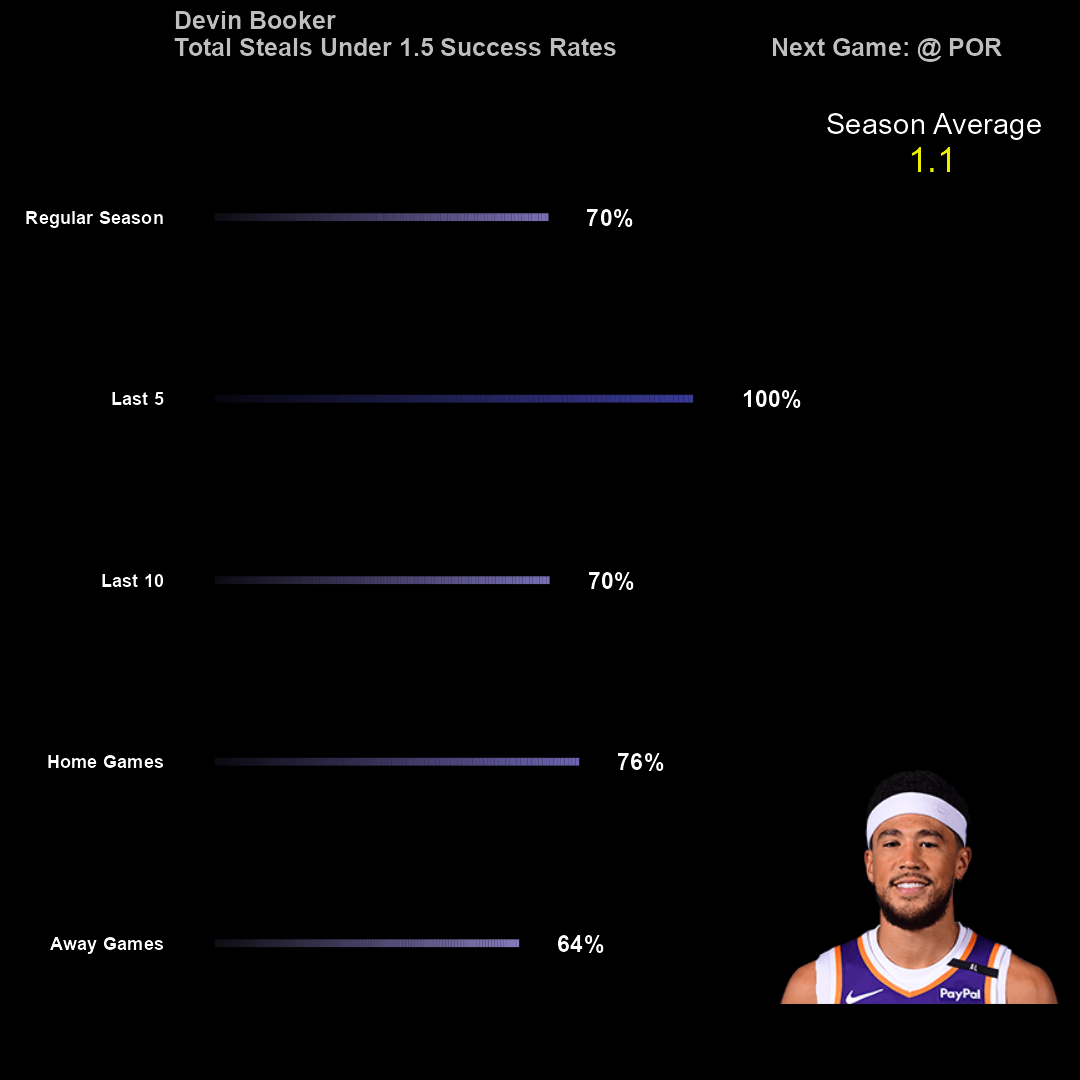 Devin Booker
Total Steals Under 1.5 Success Rates
Next Game: @ POR
Season Average
1.1
Regular Season 70%
Last 5 100%
Last 10 70%
Home Games 76%
Away Games 64%
AL
PayPal